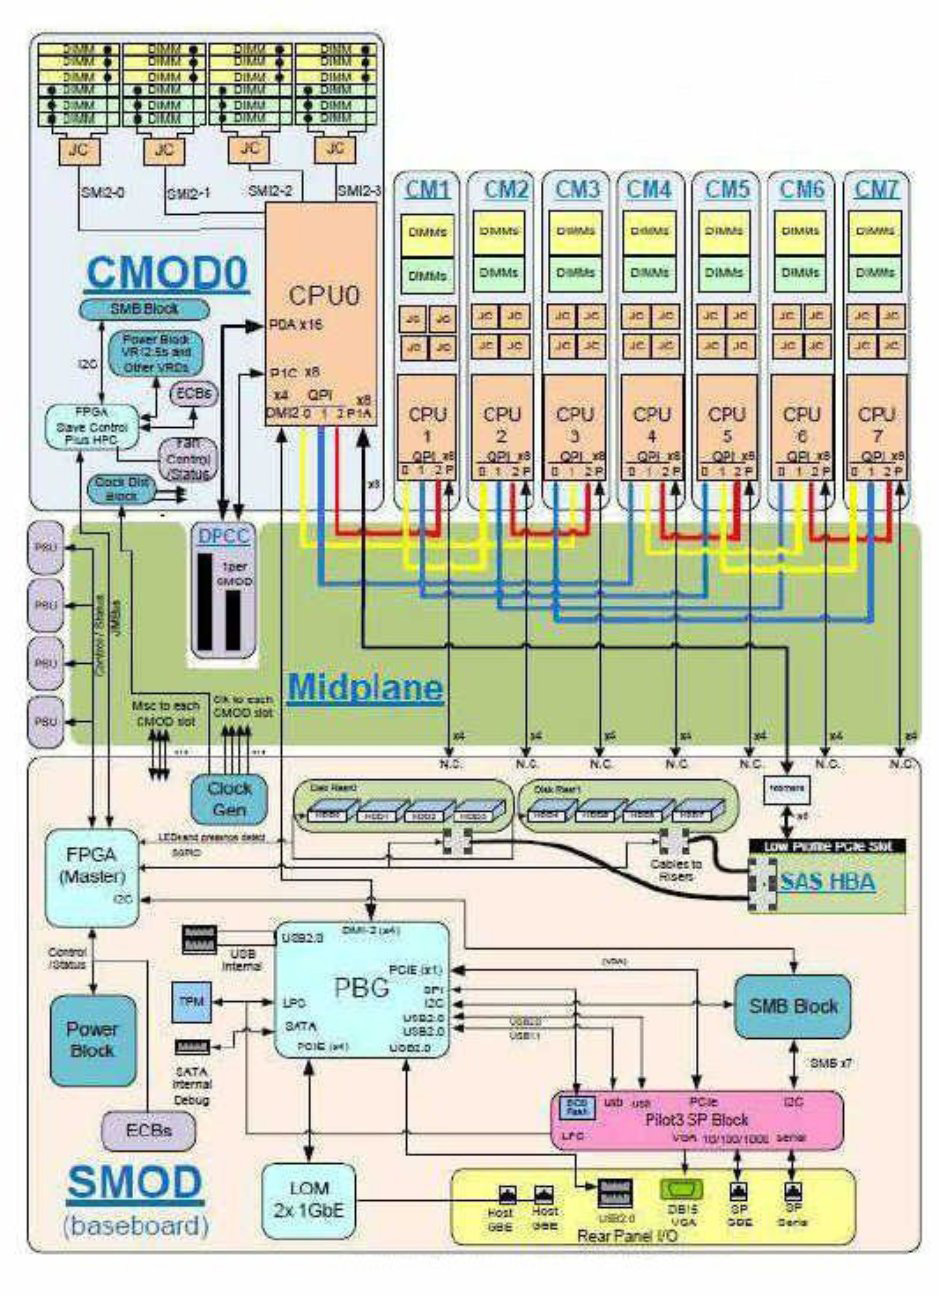 DIMM DIMM DIMM DIMM
DIMM DIMM DIMM DIMM
DIMM DIMM DIMM DIMM
DIMM DIMM DIMM DIMM
DIMM DIMM DIMM DIMM
DIMM DIMM DIMM DIMM
JC JC JC JC
SMI2-0 SMI2-1 SMI2-2 SMI2-3
CM1 CM2 CM3 CM4 CM5 CM6 CM7
DIMMs DIMMs DIMMs DIMMs DIMMs DIMMs DIMMs
DIMMs DIMMs DIMMs DIMMs DIMMs DIMMs DIMMs
JC JC JC JC JC JC JC JC JC JC JC JC JC JC
JC JC JC JC JC JC JC JC JC JC JC JC JC JC
CMOD0
CPU0
SMB Block
P0A x16
Power Block
VR12.5s and
Other VRDs
I2C
P1C x8
x4 QPI x8
DMI2 0 1 2 P1A
ECBs
FPGA
Slave Control
Plus HPC
Fan
Control
/Status
Clock Dist
Block
x8
CPU CPU CPU CPU CPU CPU CPU
1 2 3 4 5 6 7
QPI x8 QPI x8 QPI x8 QPI x8 QPI x8 QPI x8 QPI x8
0 1 2 P 0 1 2 P 0 1 2 P 0 1 2 P 0 1 2 P 0 1 2 P 0 1 2 P
PSU
PSU
PSU
PSU
DPCC
1per
CMOD
Control / Status
JMBus
Midplane
Misc to each
CMOD slot
Clk to each
CMOD slot
x4 x4 x4 x4 x4 x4 x4
N.C. N.C. N.C. N.C. N.C. N.C. N.C.
Clock
Gen
Disk Riser0
HDD0 HDD1 HDD2 HDD3
Disk Riser1
HDD4 HDD5 HDD6 HDD7
x8
LEDs and presence detect
SGPIO
Cables to
Risers
Low Profile PCIe Slot
SAS HBA
FPGA
(Master)
I2C
Control
/Status
USB
Internal
USB2.0
DMI-2 (x4)
PBG
PCIE (x1)
SPI
I2C
USB2.0
USB2.0
LPC
SATA
PCIE (x4)
USB2.0
(VGA)
USB2.0
USB1.1
TPM
SATA
Internal
Debug
Power
Block
ECBs
SMB Block
SMB x7
usb usb PCIe I2C
Pilot3 SP Block
LPC VGA 10/100/1000 serial
SMOD
(baseboard)
LOM
2x 1GbE
Host
GBE
Host
GBE
USB2.0
DB15
VGA
SP
GBE
SP
Serial
Rear Panel I/O